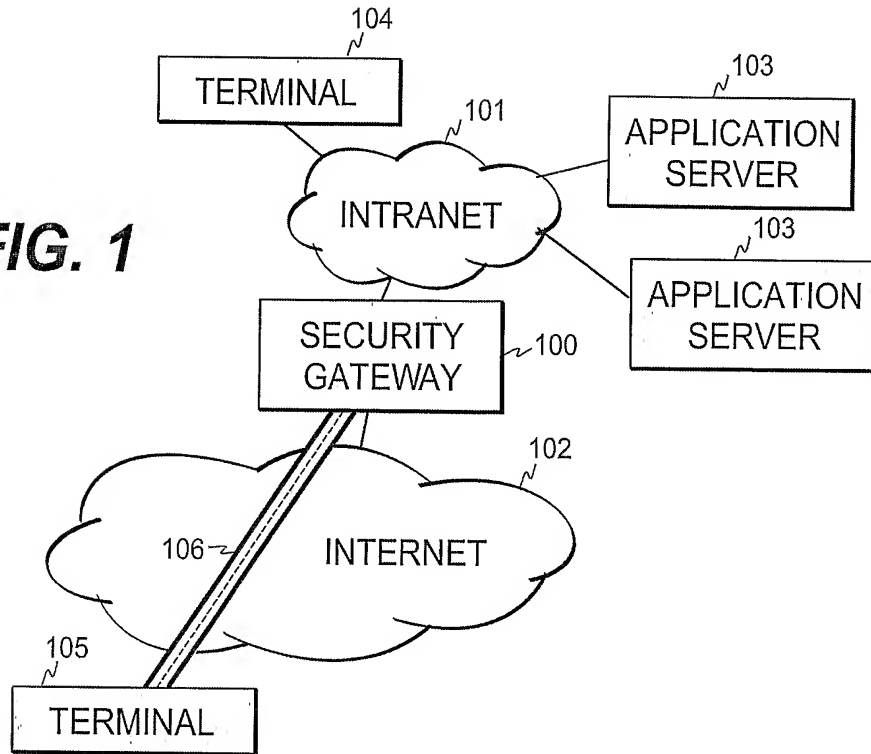 104
TERMINAL
103
APPLICATION
SERVER
101
INTRANET
FIG. 1
103
APPLICATION
SERVER
SECURITY
GATEWAY
100
102
106
INTERNET
105
TERMINAL